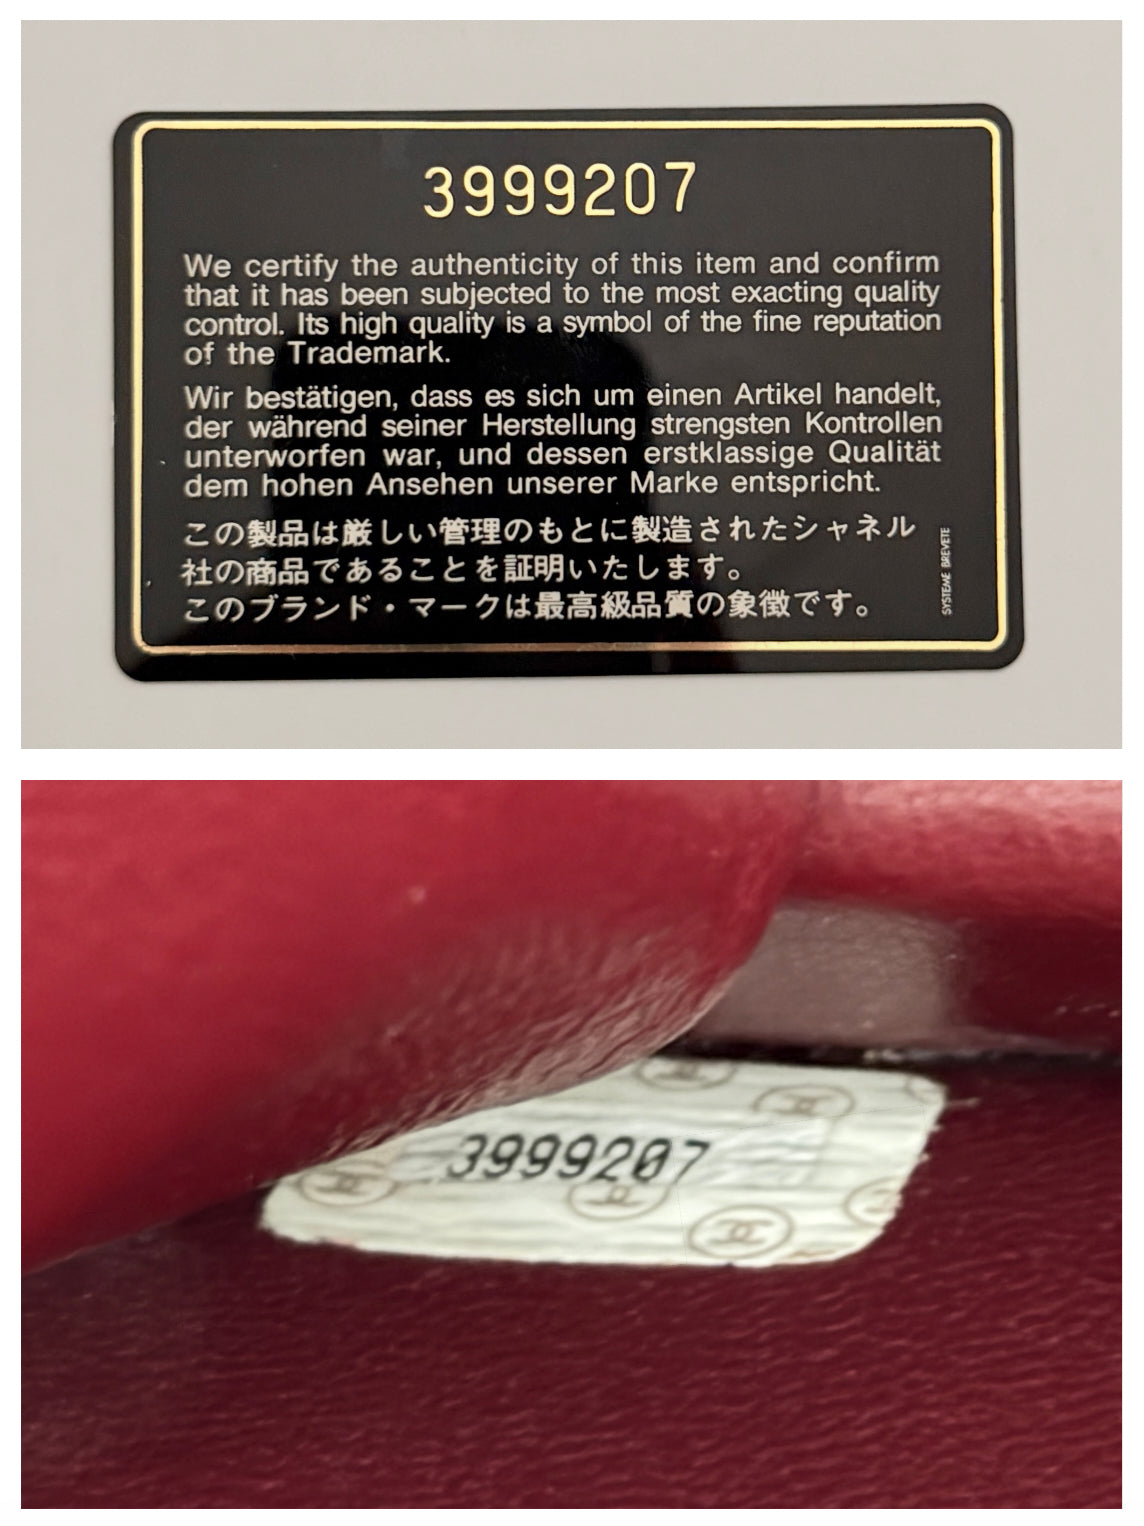 3999207
We certify the authenticity of this item and confirm
that it has been subjected to the most exacting quality
control. Its high quality is a symbol of the fine reputation
of the Trademark.
Wir bestätigen, dass es sich um einen Artikel handelt,
der während seiner Herstellung strengsten Kontrollen
unterworfen war, und dessen erstklassige Qualität
dem hohen Ansehen unserer Marke entspricht.
この製品は厳しい管理のもとに製造されたシャネル
社の商品であることを証明いたします。
このブランド・マークは最高級品質の象徴です。
SYSTEME BREVETE
3999207